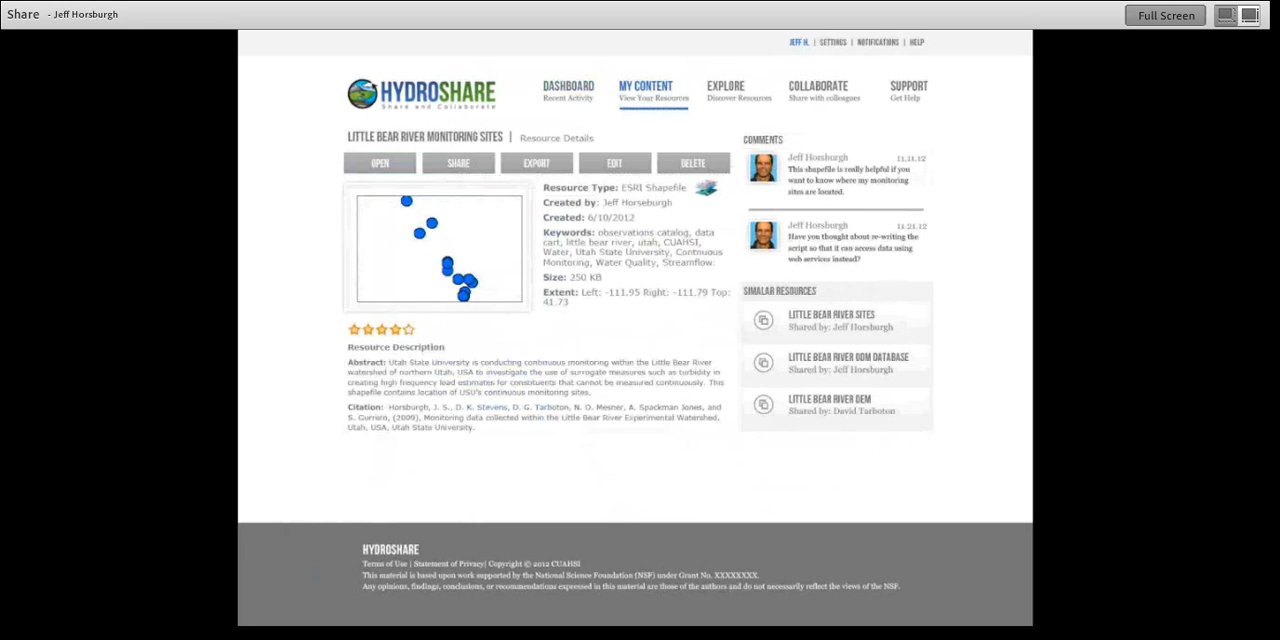 Share - Jeff Horsburgh
Full Screen
JEFF H. | SETTINGS | NOTIFICATIONS | HELP
HYDROSHARE
Share and Collaborate
DASHBOARD
Recent Activity
MY CONTENT
View Your Resources
EXPLORE
Discover Resources
COLLABORATE
Share with colleagues
SUPPORT
Get Help
LITTLE BEAR RIVER MONITORING SITES | Resource Details
OPEN
SHARE
EXPORT
EDIT
DELETE
Resource Type: ESRI Shapefile
Created by: Jeff Horseburgh
Created: 6/10/2012
Keywords: observations catalog, data
cart, little bear river, utah, CUAHSI,
Water, Utah State University, Contnuous
Monitoring, Water Quality, Streamflow.
Size: 250 KB
Extent: Left: -111.95 Right: -111.79 Top:
41.73
Resource Description
Abstract: Utah State University is conducting continuous monitoring within the Little Bear River
watershed of northern Utah, USA to investigate the use of surrogate measures such as turbidity in
creating high frequency load estimates for constituents that cannot be measured continuously. This
shapefile contains location of USU's continuous monitoring sites.
Citation: Horsburgh, J. S., D. K. Stevens, D. G. Tarboton, N. O. Mesner, A. Spackman Jones, and
S. Gurrero, (2009), Monitoring data collected within the Little Bear River Experimental Watershed,
Utah, USA, Utah State University.
COMMENTS
Jeff Horsburgh 11.11.12
This shapefile is really helpful if you
want to know where my monitoring
sites are located.
Jeff Horsburgh 11.21.12
Have you thought about re-writing the
script so that it can access data using
web services instead?
SIMALAR RESOURCES
LITTLE BEAR RIVER SITES
Shared by: Jeff Horsburgh
LITTLE BEAR RIVER ODM DATABASE
Shared by: Jeff Horsburgh
LITTLE BEAR RIVER DEM
Shared by: David Tarboton
HYDROSHARE
Terms of Use | Statement of Privacy| Copyright © 2012 CUAHSI
This material is based upon work supported by the National Science Foundation (NSF) under Grant No. XXXXXXXX.
Any opinions, findings, conclusions, or recommendations expressed in this material are those of the authors and do not necessarily reflect the views of the NSF.